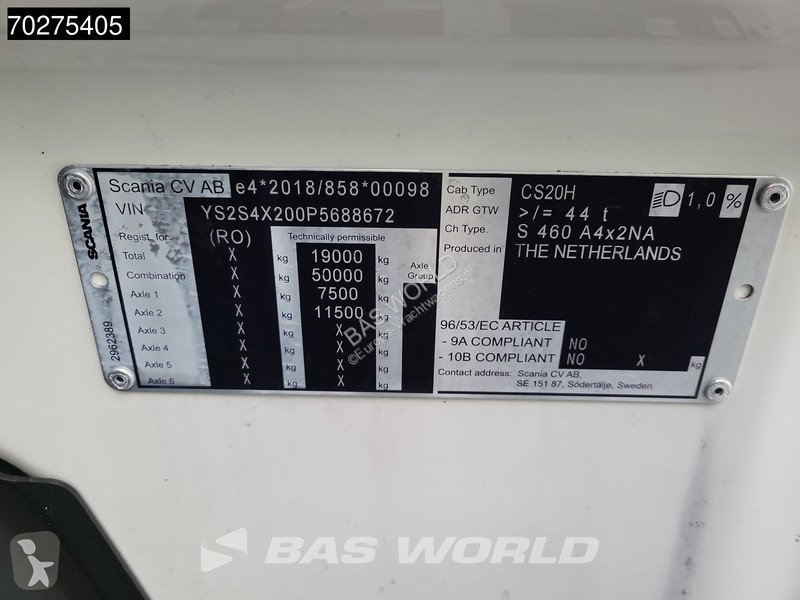 70275405
SCANIA
2962389
Scania CV AB e4*2018/858*00098
VIN YS2S4X200P5688672
Regist. for (RO) Technically permissible
Total X kg 19000 kg
Combination X kg 50000 kg Axle Group
Axle 1 X kg 7500 kg
Axle 2 X kg 11500 kg
Axle 3 X kg X kg
Axle 4 X kg X kg
Axle 5 X kg X kg
Axle 6 X kg X kg
Cab Type CS20H 1,0 %
ADR GTW >/= 44 t
Ch. Type S 460 A4x2NA
Produced in THE NETHERLANDS
96/53/EC ARTICLE
- 9A COMPLIANT NO
- 10B COMPLIANT NO X kg
Contact address: Scania CV AB,
SE 151 87, Södertälje, Sweden
BAS WORLD
BAS WORLD